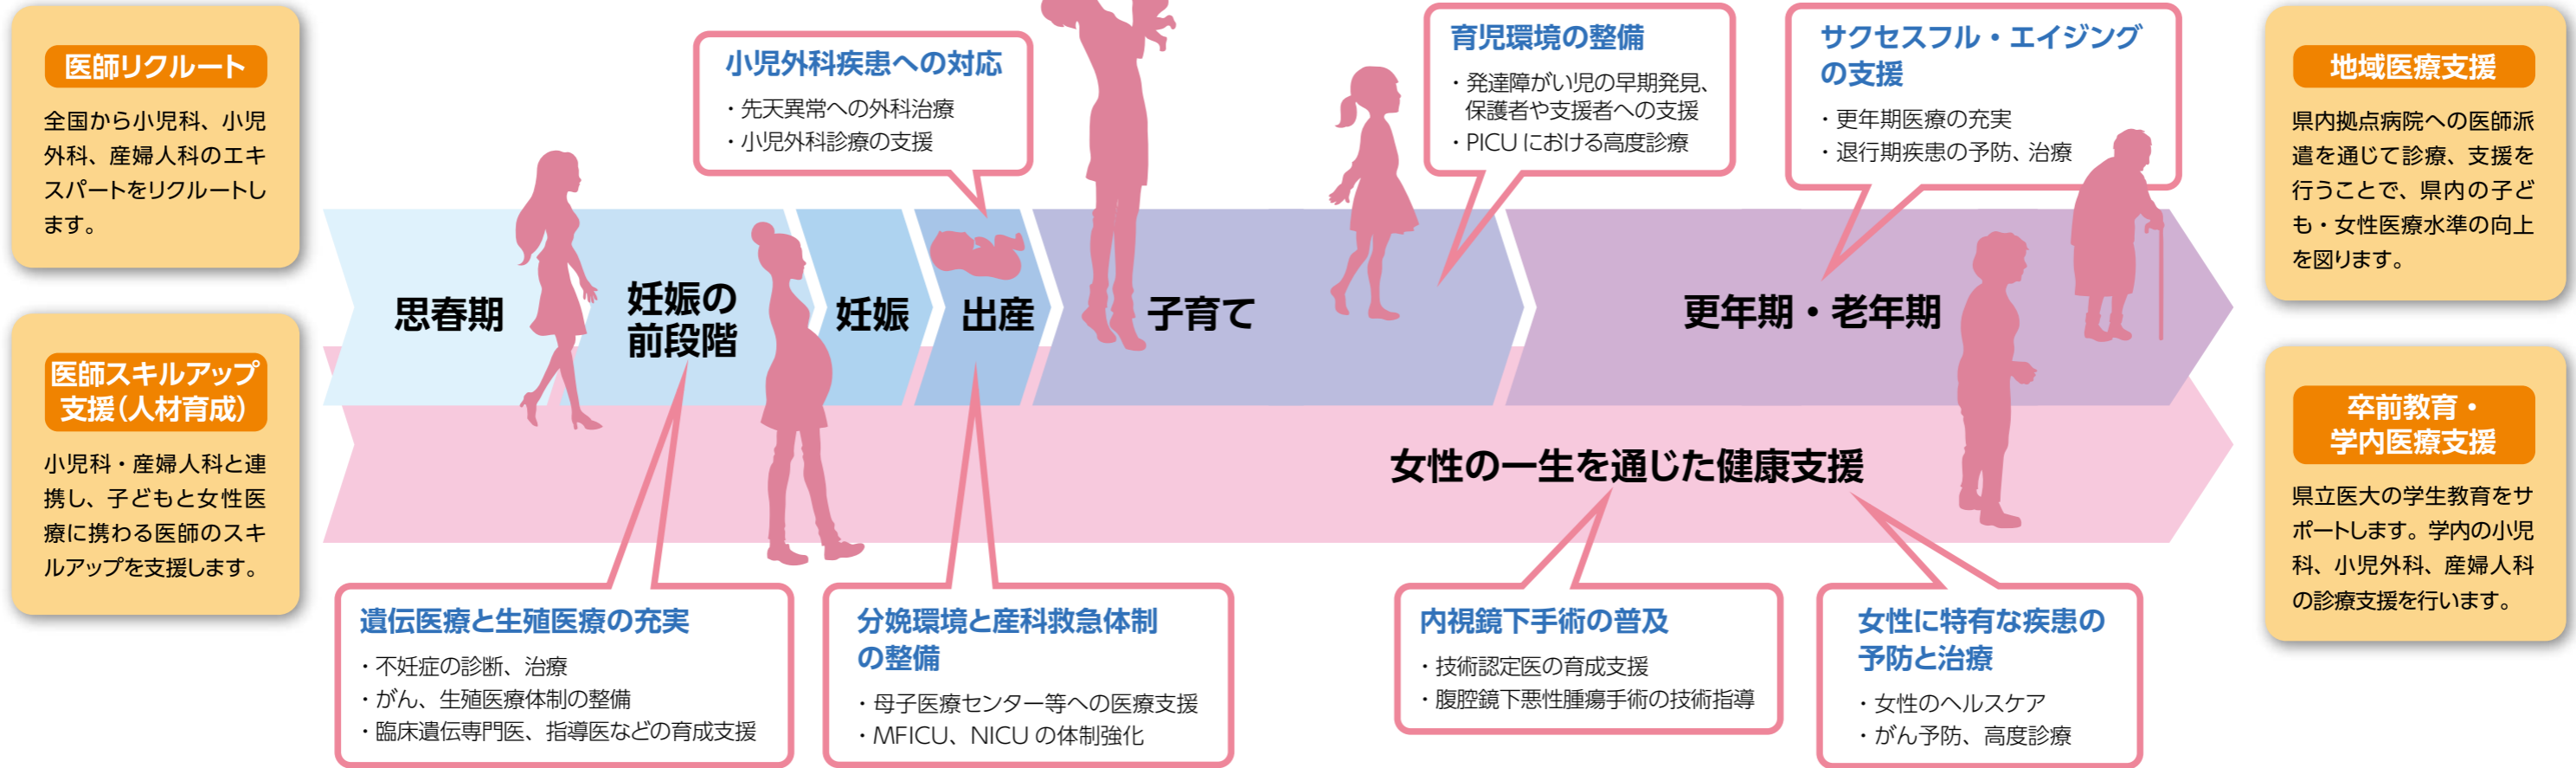 医師リクルート
全国から小児科、小児
外科、産婦人科のエキ
スパートをリクルートし
ます。
医師スキルアップ
支援(人材育成)
小児科・産婦人科と連
携し、子どもと女性医
療に携わる医師のスキ
ルアップを支援します。
小児外科疾患への対応
・先天異常への外科治療
・小児外科診療の支援
育児環境の整備
・発達障がい児の早期発見、
保護者や支援者への支援
・PICU における高度診療
サクセスフル・エイジング
の支援
・更年期医療の充実
・退行期疾患の予防、治療
思春期
妊娠の
前段階
妊娠
出産
子育て
更年期・老年期
女性の一生を通じた健康支援
遺伝医療と生殖医療の充実
・不妊症の診断、治療
・がん、生殖医療体制の整備
・臨床遺伝専門医、指導医などの育成支援
分娩環境と産科救急体制
の整備
・母子医療センター等への医療支援
・MFICU、NICU の体制強化
内視鏡下手術の普及
・技術認定医の育成支援
・腹腔鏡下悪性腫瘍手術の技術指導
女性に特有な疾患の
予防と治療
・女性のヘルスケア
・がん予防、高度診療
地域医療支援
県内拠点病院への医師派
遣を通じて診療、支援を
行うことで、県内の子ど
も・女性医療水準の向上
を図ります。
卒前教育・
学内医療支援
県立医大の学生教育をサ
ポートします。学内の小児
科、小児外科、産婦人科
の診療支援を行います。